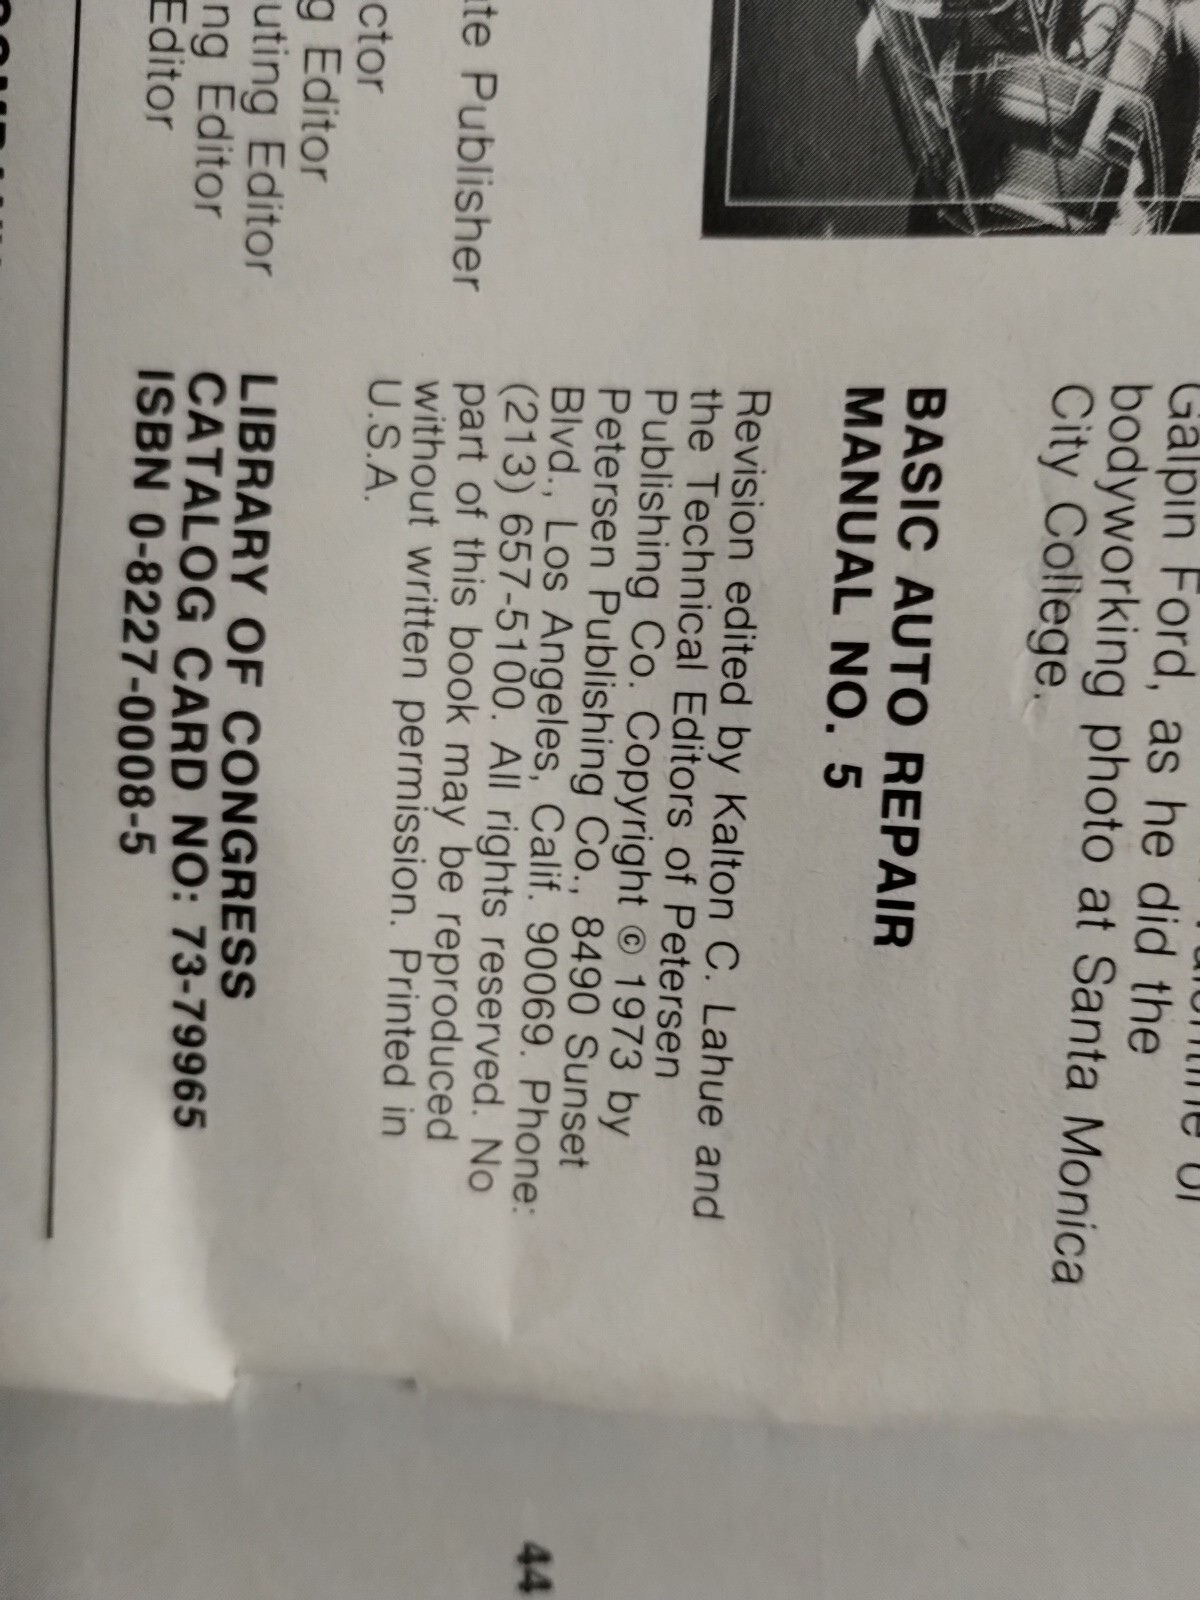 Galpin Ford, as he did the
bodyworking photo at Santa Monica
City College.
BASIC AUTO REPAIR
MANUAL NO. 5
Revision edited by Kalton C. Lahue and
the Technical Editors of Petersen
Publishing Co. Copyright © 1973 by
Petersen Publishing Co., 8490 Sunset
Blvd., Los Angeles, Calif. 90069. Phone:
(213) 657-5100. All rights reserved. No
part of this book may be reproduced
without written permission. Printed in
U.S.A.
LIBRARY OF CONGRESS
CATALOG CARD NO: 73-79965
ISBN 0-8227-0008-5
Publisher
Editor
Editor
Editor
Editor
44